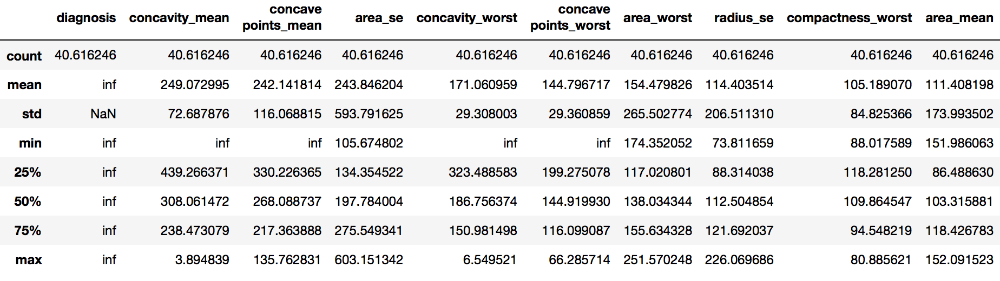 diagnosis concavity_mean concave points_mean area_se concavity_worst concave points_worst area_worst radius_se compactness_worst area_mean
count 40.616246 40.616246 40.616246 40.616246 40.616246 40.616246 40.616246 40.616246 40.616246 40.616246
mean inf 249.072995 242.141814 243.846204 171.060959 144.796717 154.479826 114.403514 105.189070 111.408198
std NaN 72.687876 116.068815 593.791625 29.308003 29.360859 265.502774 206.511310 84.825366 173.993502
min inf inf inf 105.674802 inf inf 174.352052 73.811659 88.017589 151.986063
25% inf 439.266371 330.226365 134.354522 323.488583 199.275078 117.020801 88.314038 118.281250 86.488630
50% inf 308.061472 268.088737 197.784004 186.756374 144.919930 138.034344 112.504854 109.864547 103.315881
75% inf 238.473079 217.363888 275.549341 150.981498 116.099087 155.634328 121.692037 94.548219 118.426783
max inf 3.894839 135.762831 603.151342 6.549521 66.285714 251.570248 226.069686 80.885621 152.091523